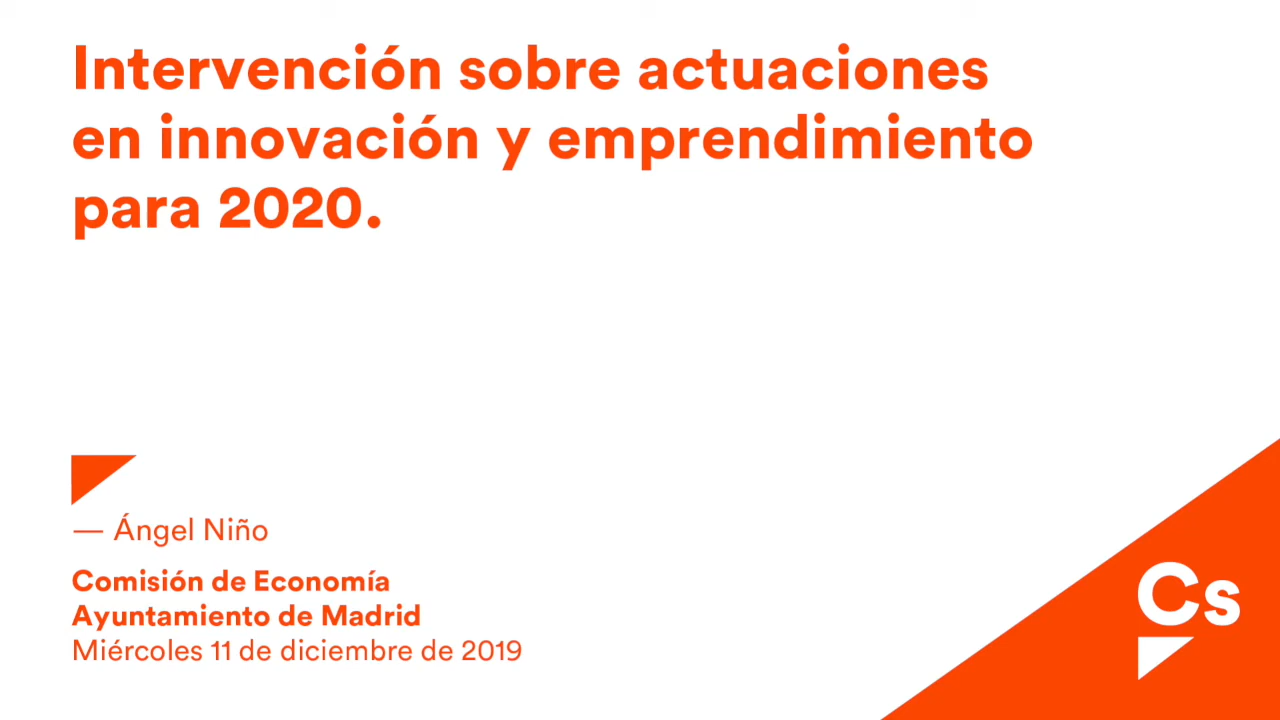 Intervención sobre actuaciones
en innovación y emprendimiento
para 2020.
— Ángel Niño
Comisión de Economía
Ayuntamiento de Madrid
Miércoles 11 de diciembre de 2019
Cs